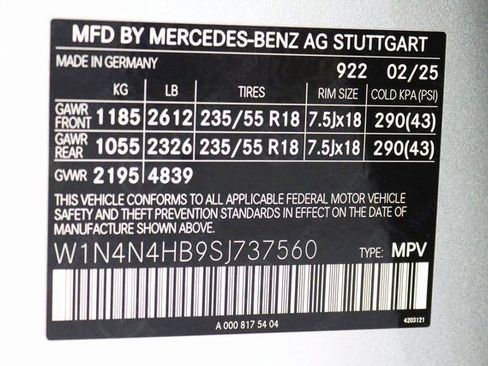 MFD BY MERCEDES-BENZ AG STUTTGART
MADE IN GERMANY 922 02/25
KG LB TIRES RIM SIZE COLD KPA (PSI)
GAWR FRONT 1185 2612 235/55 R18 7.5Jx18 290(43)
GAWR REAR 1055 2326 235/55 R18 7.5Jx18 290(43)
GVWR 2195 4839
THIS VEHICLE CONFORMS TO ALL APPLICABLE FEDERAL MOTOR VEHICLE
SAFETY AND THEFT PREVENTION STANDARDS IN EFFECT ON THE DATE
OF MANUFACTURE SHOWN ABOVE.
W1N4N4HB9SJ737560 TYPE: MPV
A 000 817 54 04
4203121